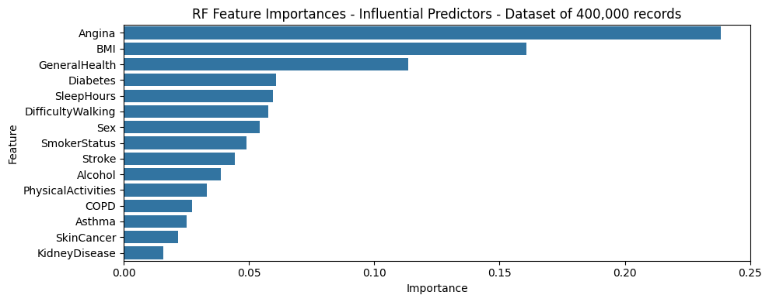 RF Feature Importances - Influential Predictors - Dataset of 400,000 records
Feature
Angina
BMI
GeneralHealth
Diabetes
SleepHours
DifficultyWalking
Sex
SmokerStatus
Stroke
Alcohol
PhysicalActivities
COPD
Asthma
SkinCancer
KidneyDisease
0.00 0.05 0.10 0.15 0.20 0.25
Importance